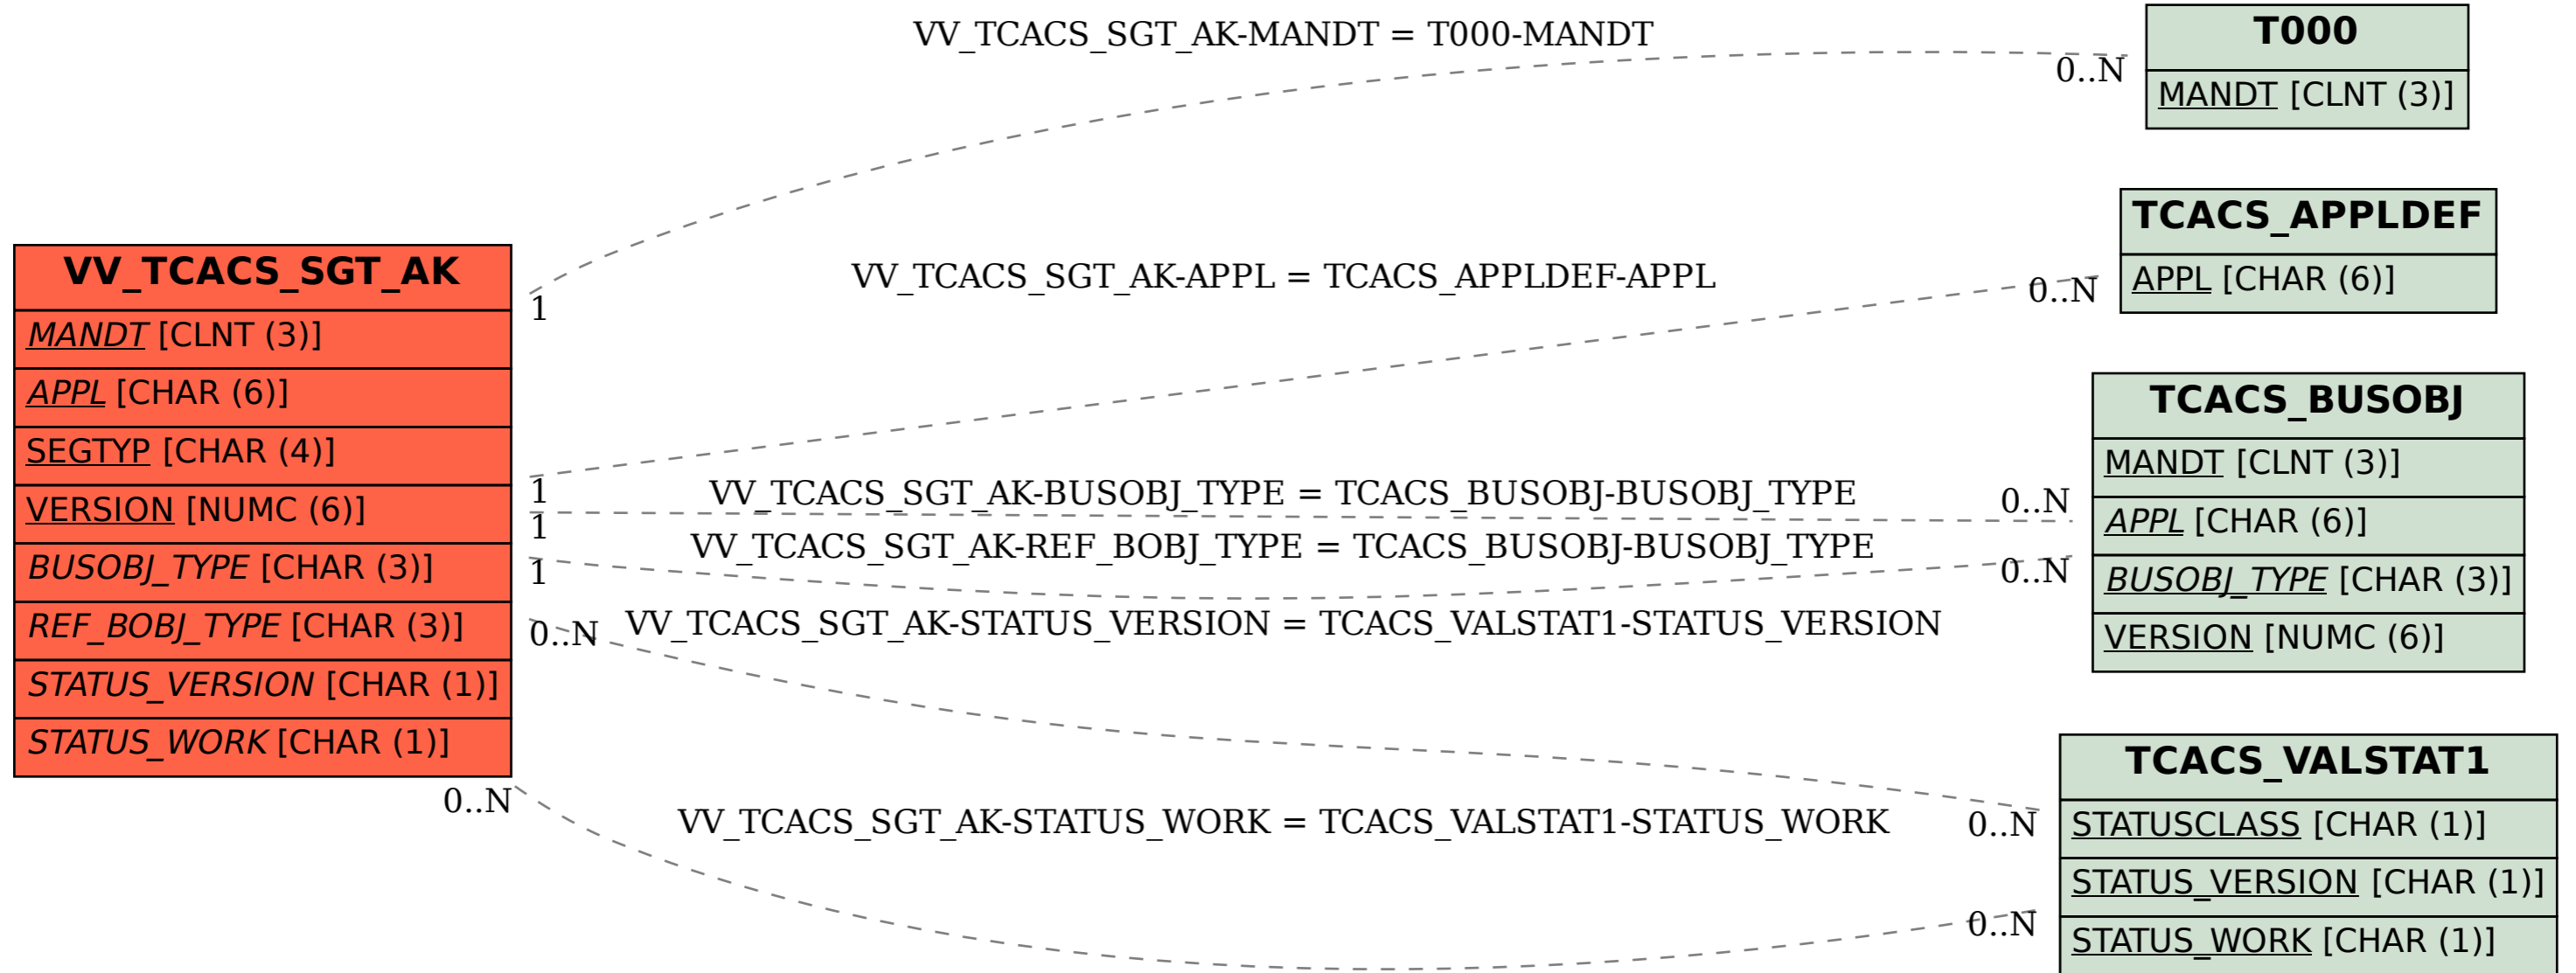 VV_TCACS_SGT_AK
MANDT [CLNT (3)]
APPL [CHAR (6)]
SEGTYP [CHAR (4)]
VERSION [NUMC (6)]
BUSOBJ_TYPE [CHAR (3)]
REF_BOBJ_TYPE [CHAR (3)]
STATUS_VERSION [CHAR (1)]
STATUS_WORK [CHAR (1)]
VV_TCACS_SGT_AK-MANDT = T000-MANDT
1
0..N
VV_TCACS_SGT_AK-APPL = TCACS_APPLDEF-APPL
1
0..N
VV_TCACS_SGT_AK-BUSOBJ_TYPE = TCACS_BUSOBJ-BUSOBJ_TYPE
1
0..N
VV_TCACS_SGT_AK-REF_BOBJ_TYPE = TCACS_BUSOBJ-BUSOBJ_TYPE
1
0..N
VV_TCACS_SGT_AK-STATUS_VERSION = TCACS_VALSTAT1-STATUS_VERSION
0..N
0..N
VV_TCACS_SGT_AK-STATUS_WORK = TCACS_VALSTAT1-STATUS_WORK
0..N
0..N
T000
MANDT [CLNT (3)]
TCACS_APPLDEF
APPL [CHAR (6)]
TCACS_BUSOBJ
MANDT [CLNT (3)]
APPL [CHAR (6)]
BUSOBJ_TYPE [CHAR (3)]
VERSION [NUMC (6)]
TCACS_VALSTAT1
STATUSCLASS [CHAR (1)]
STATUS_VERSION [CHAR (1)]
STATUS_WORK [CHAR (1)]